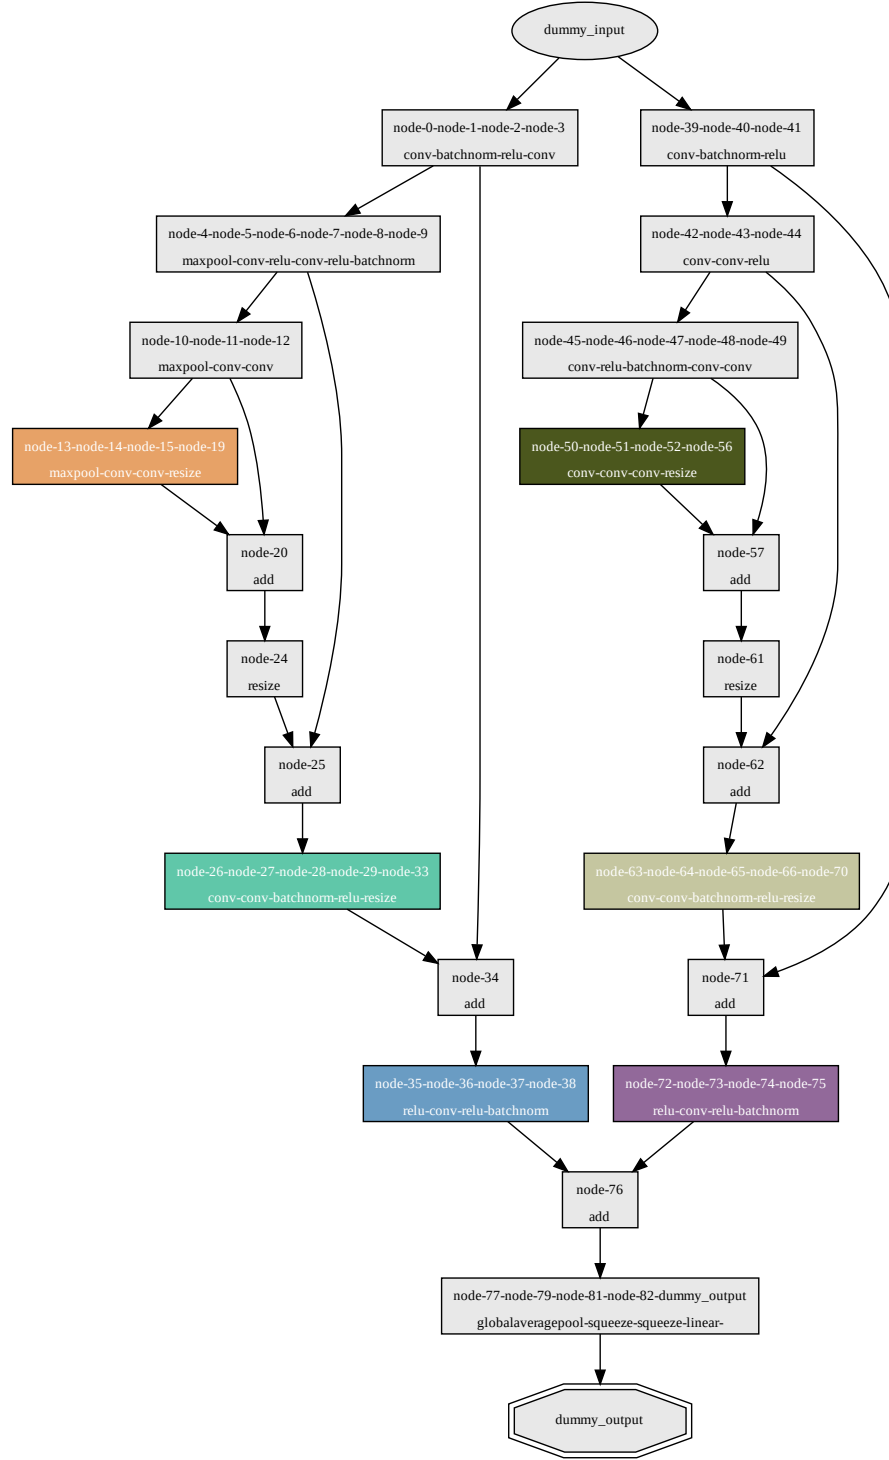 dummy_input
node-0-node-1-node-2-node-3
conv-batchnorm-relu-conv
node-39-node-40-node-41
conv-batchnorm-relu
node-4-node-5-node-6-node-7-node-8-node-9
maxpool-conv-relu-conv-relu-batchnorm
node-42-node-43-node-44
conv-conv-relu
node-10-node-11-node-12
maxpool-conv-conv
node-45-node-46-node-47-node-48-node-49
conv-relu-batchnorm-conv-conv
node-13-node-14-node-15-node-19
maxpool-conv-conv-resize
node-50-node-51-node-52-node-56
conv-conv-conv-resize
node-20
add
node-57
add
node-24
resize
node-61
resize
node-25
add
node-62
add
node-26-node-27-node-28-node-29-node-33
conv-conv-batchnorm-relu-resize
node-63-node-64-node-65-node-66-node-70
conv-conv-batchnorm-relu-resize
node-34
add
node-71
add
node-35-node-36-node-37-node-38
relu-conv-relu-batchnorm
node-72-node-73-node-74-node-75
relu-conv-relu-batchnorm
node-76
add
node-77-node-79-node-81-node-82-dummy_output
globalaveragepool-squeeze-squeeze-linear-
dummy_output